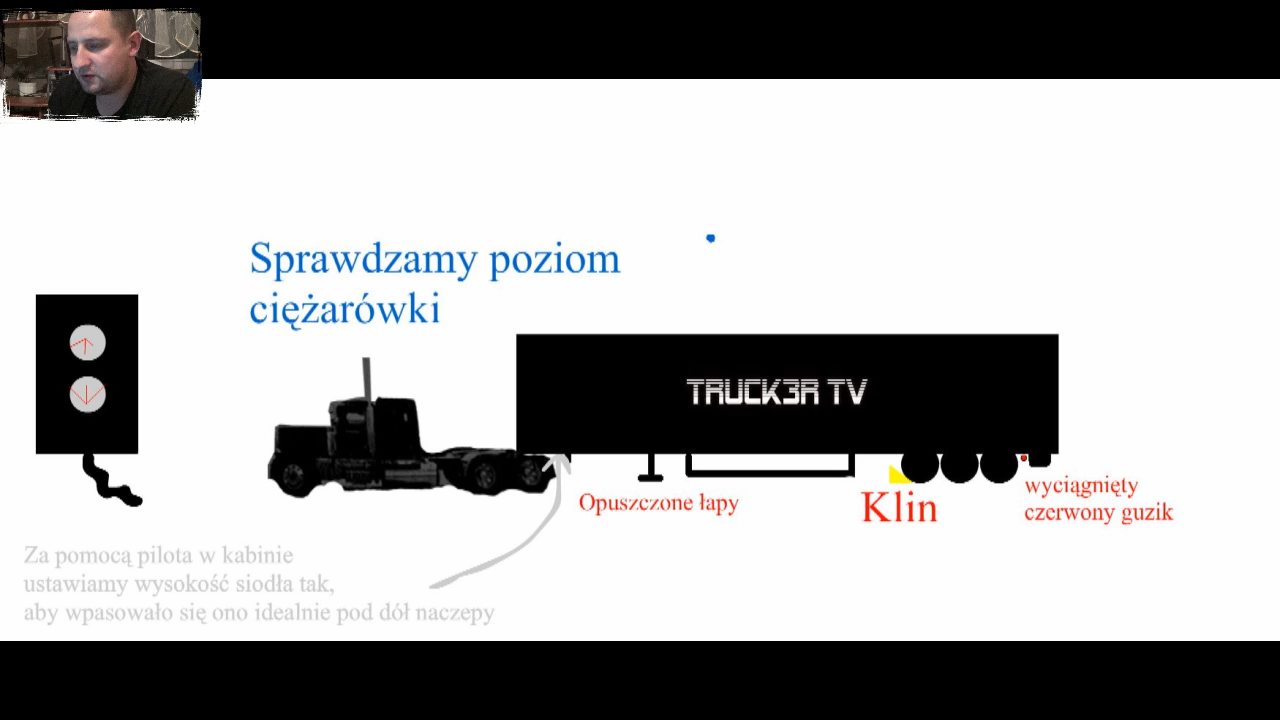 Sprawdzamy poziom
ciężarówki
TRUCK3R TV
Opuszczone łapy
Klin
wyciągnięty
czerwony guzik
Za pomocą pilota w kabinie
ustawiamy wysokość siodła tak,
aby wpasowało się ono idealnie pod dół naczepy